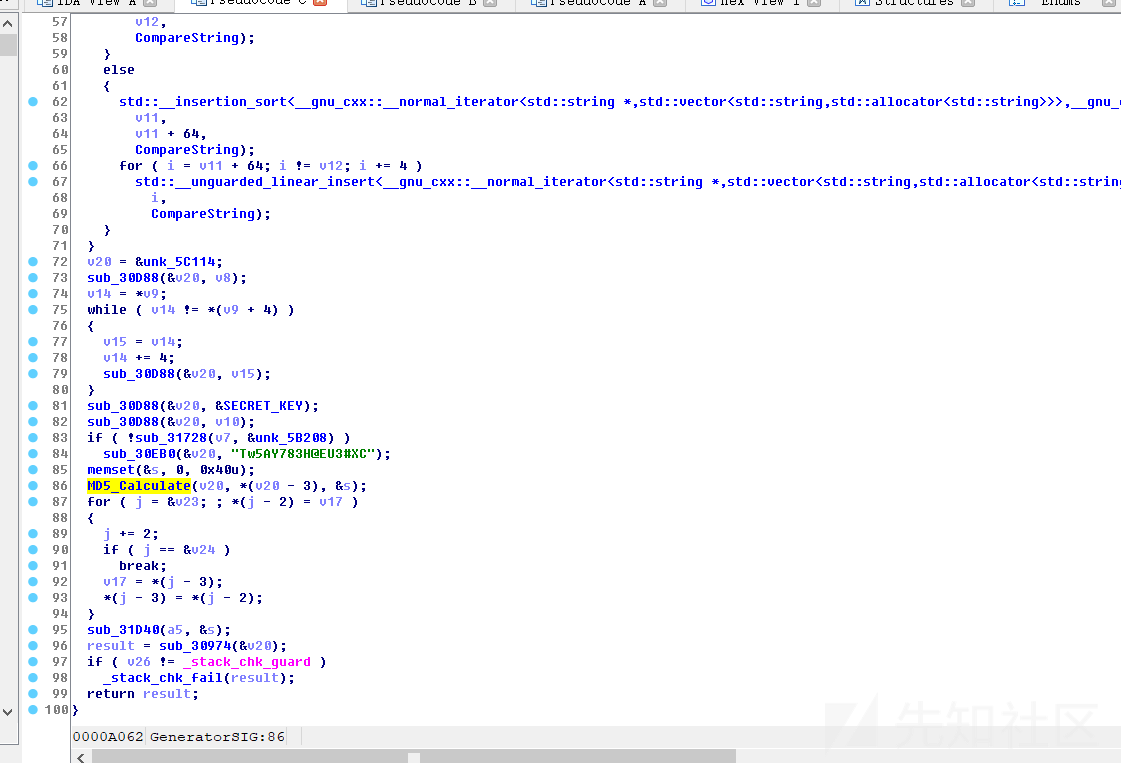 IDA View-A Pseudocode-C Pseudocode-B Pseudocode-A Hex View-1 Structures Enums
57 v12,
58 CompareString);
59 }
60 else
61 {
62 std::__insertion_sort<__gnu_cxx::__normal_iterator<std::string *,std::vector<std::string,std::allocator<std::string>>>,__gnu_c
63 v11,
64 v11 + 64,
65 CompareString);
66 for ( i = v11 + 64; i != v12; i += 4 )
67 std::__unguarded_linear_insert<__gnu_cxx::__normal_iterator<std::string *,std::vector<std::string,std::allocator<std::string
68 i,
69 CompareString);
70 }
71 }
72 v20 = &unk_5C114;
73 sub_30D88(&v20, v8);
74 v14 = *v9;
75 while ( v14 != *(v9 + 4) )
76 {
77 v15 = v14;
78 v14 += 4;
79 sub_30D88(&v20, v15);
80 }
81 sub_30D88(&v20, &SECRET_KEY);
82 sub_30D88(&v20, v10);
83 if ( !sub_31728(v7, &unk_5B208) )
84 sub_30EB0(&v20, "Tw5AY783H@EU3#XC");
85 memset(&s, 0, 0x40u);
86 MD5_Calculate(v20, *(v20 - 3), &s);
87 for ( j = &v23; ; *(j - 2) = v17 )
88 {
89 j += 2;
90 if ( j == &v24 )
91 break;
92 v17 = *(j - 3);
93 *(j - 3) = *(j - 2);
94 }
95 sub_31D40(a5, &s);
96 result = sub_30974(&v20);
97 if ( v26 != _stack_chk_guard )
98 _stack_chk_fail(result);
99 return result;
100 }
0000A062 GeneratorSIG:86
先知社区